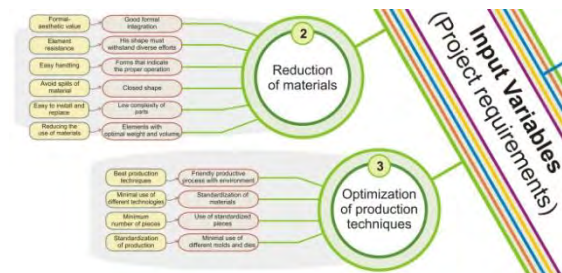 Formal-
aesthetic value
Good formal
integration
Element
resistance
His shape must
withstand diverse efforts
Easy handling
Forms that indicate
the proper operation
Avoid spills of
material
Closed shape
Easy to install and
replace
Low complexity of
parts
Reducing the
use of materials
Elements with
optimal weight and volume
2
Reduction
of materials
Best production
techniques
Friendly productive
process with environment
Minimal use of
different technologies
Standardization of
materials
Minimum
number of pieces
Use of standardized
pieces
Standardization
of production
Minimal use of
different molds and dies
3
Optimization
of production
techniques
Input Variables
(Project requirements)